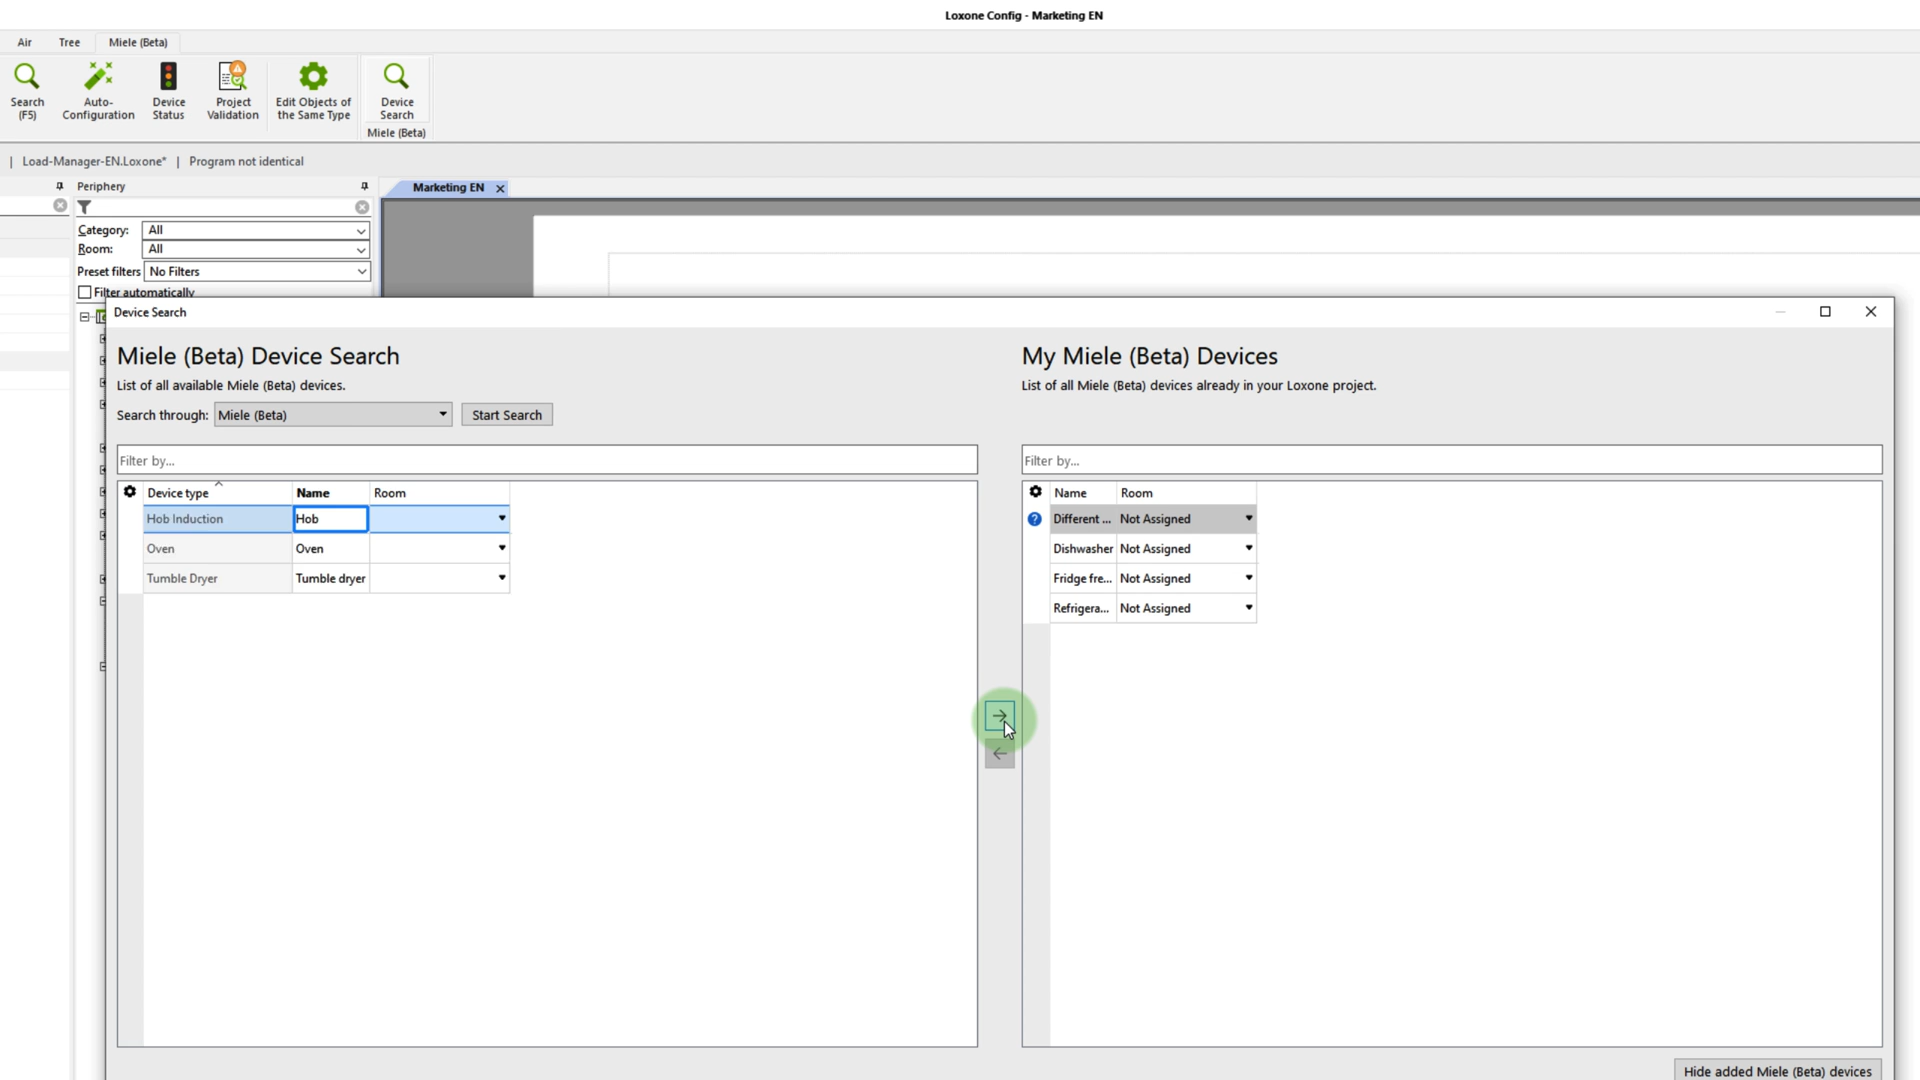 Loxone Config - Marketing EN
Air
Tree
Miele (Beta)
Search
(F5)
Auto-
Configuration
Device
Status
Project
Validation
Edit Objects of
the Same Type
Device
Search
Miele (Beta)
| Load-Manager-EN.Loxone* | Program not identical
Periphery
Marketing EN
Category: All
Room: All
Preset filters No Filters
Filter automatically
Device Search
Miele (Beta) Device Search
List of all available Miele (Beta) devices.
Search through: Miele (Beta) Start Search
Filter by...
Device type Name Room
Hob Induction Hob
Oven Oven
Tumble Dryer Tumble dryer
My Miele (Beta) Devices
List of all Miele (Beta) devices already in your Loxone project.
Filter by...
Name Room
Different ... Not Assigned
Dishwasher Not Assigned
Fridge fre... Not Assigned
Refrigera... Not Assigned
Hide added Miele (Beta) devices